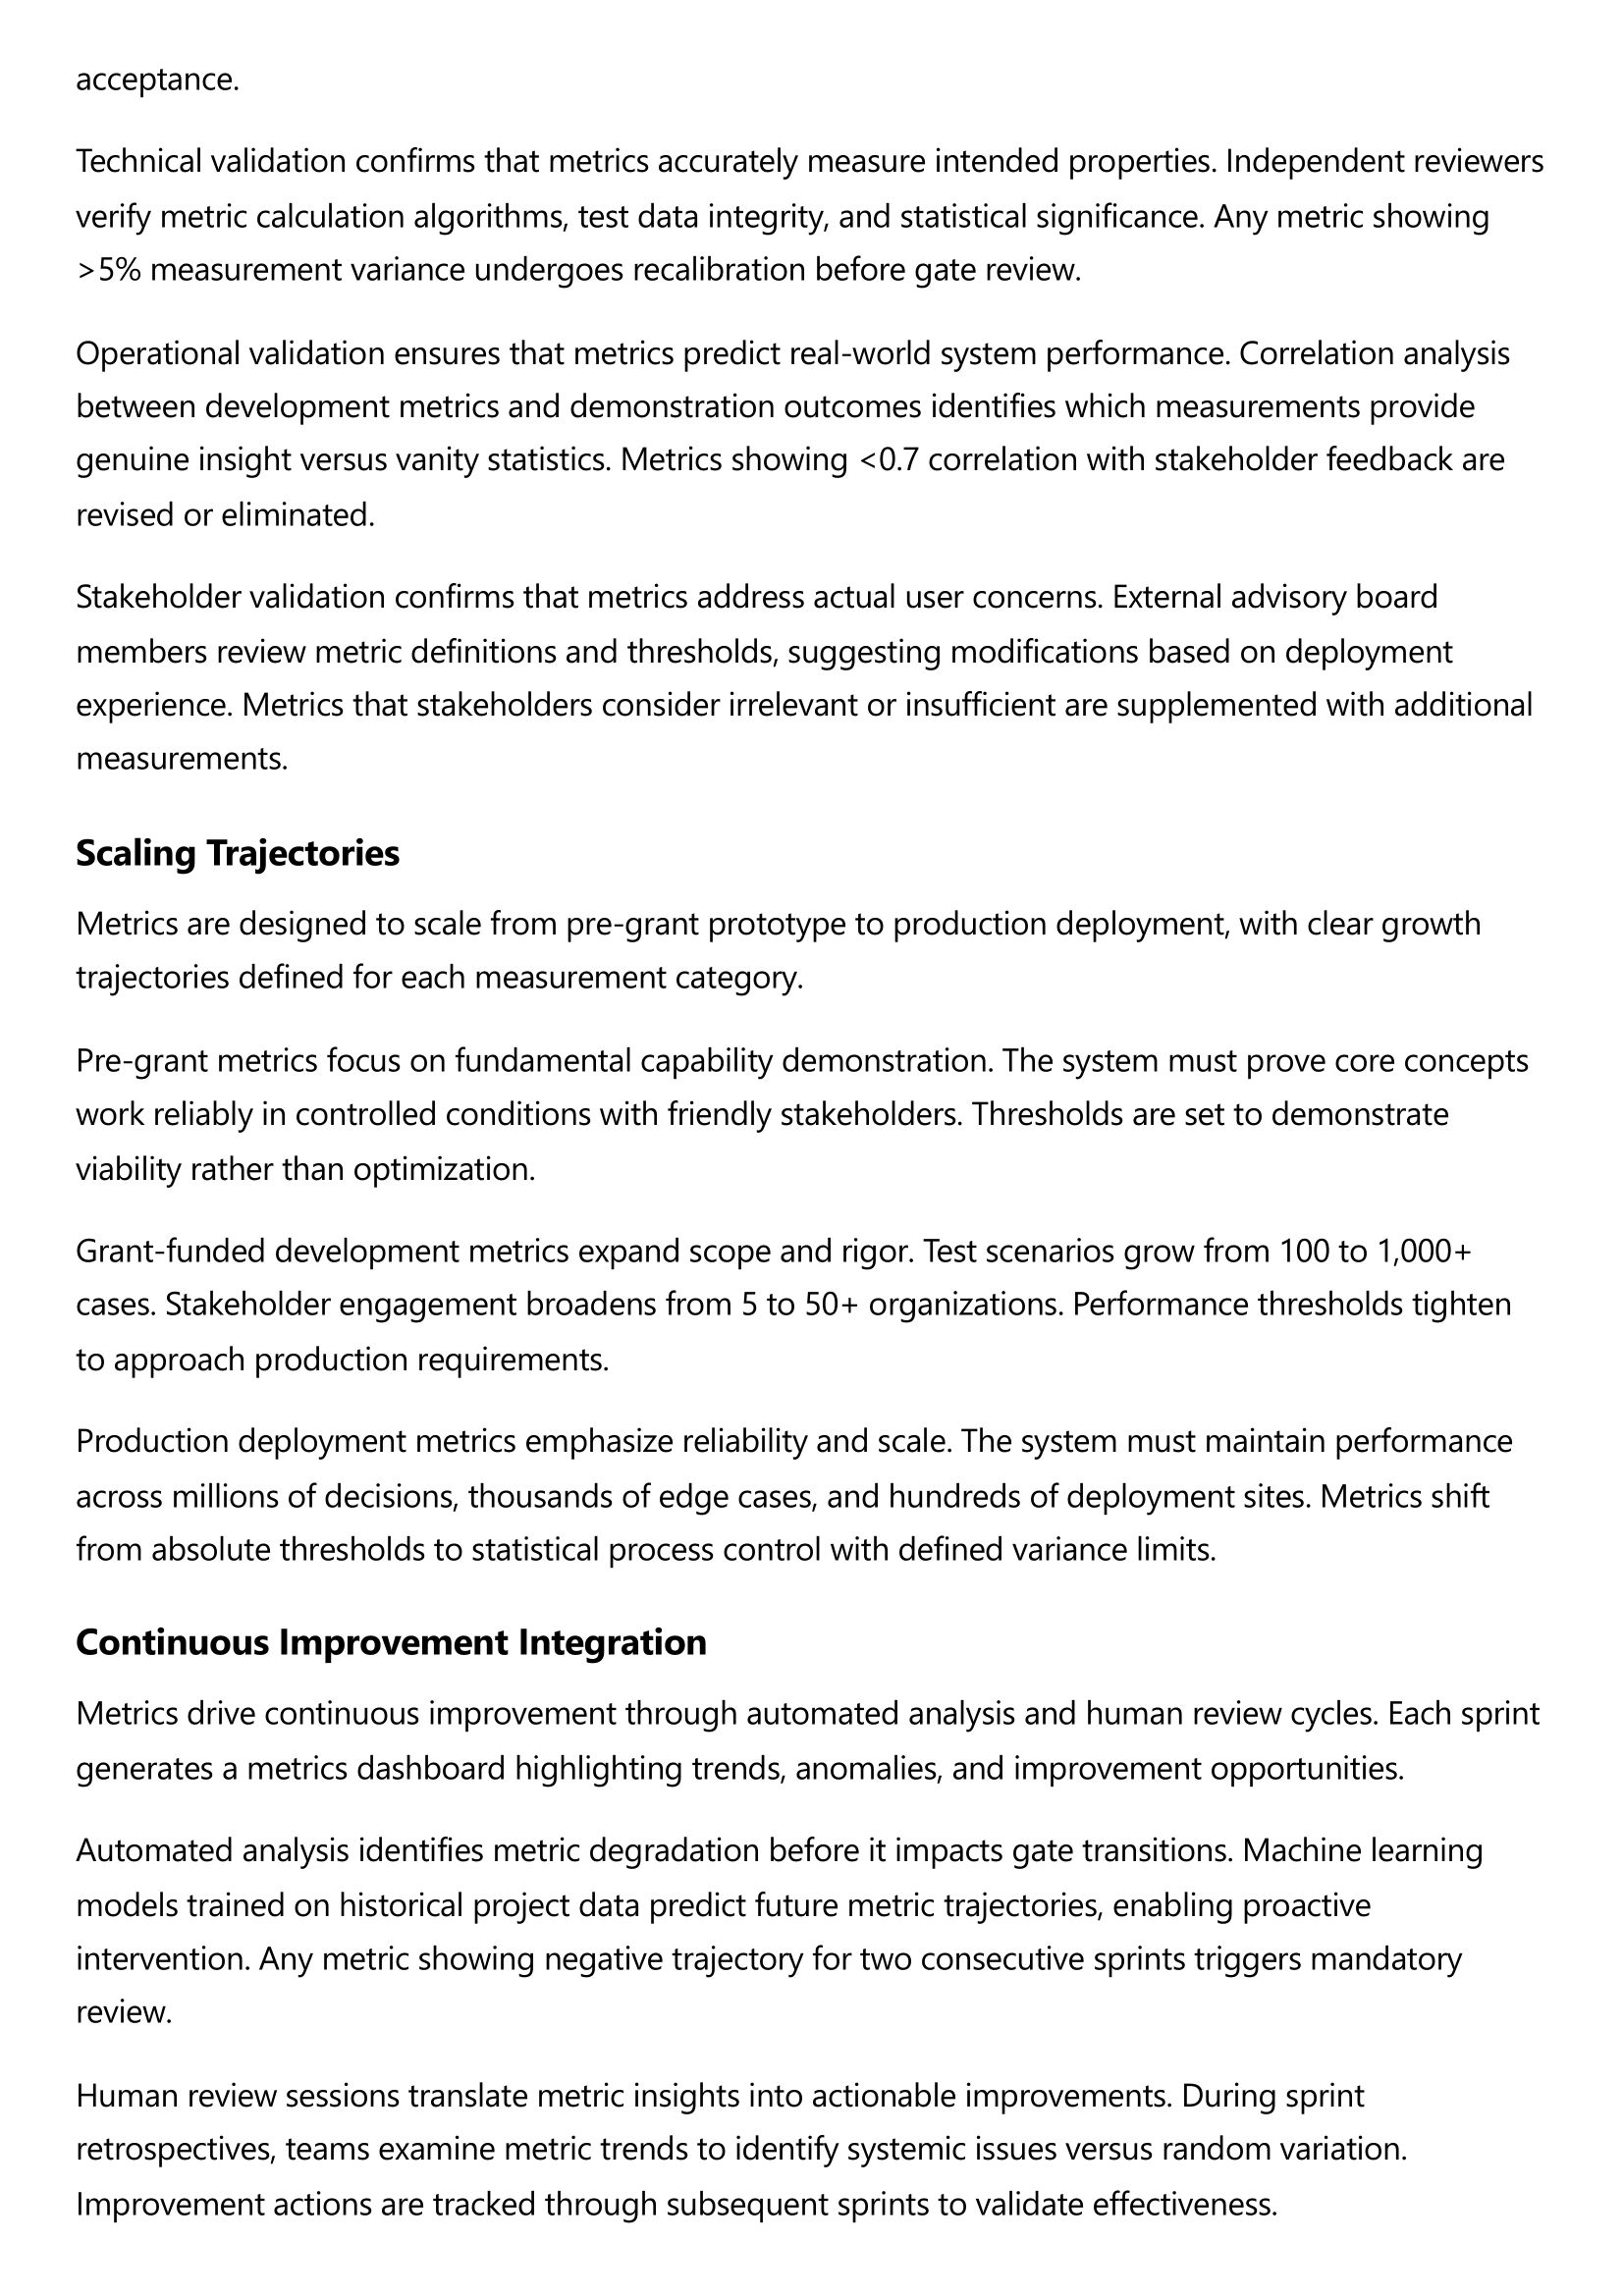 acceptance.
Technical validation confirms that metrics accurately measure intended properties. Independent reviewers
verify metric calculation algorithms, test data integrity, and statistical significance. Any metric showing
>5% measurement variance undergoes recalibration before gate review.
Operational validation ensures that metrics predict real-world system performance. Correlation analysis
between development metrics and demonstration outcomes identifies which measurements provide
genuine insight versus vanity statistics. Metrics showing <0.7 correlation with stakeholder feedback are
revised or eliminated.
Stakeholder validation confirms that metrics address actual user concerns. External advisory board
members review metric definitions and thresholds, suggesting modifications based on deployment
experience. Metrics that stakeholders consider irrelevant or insufficient are supplemented with additional
measurements.
Scaling Trajectories
Metrics are designed to scale from pre-grant prototype to production deployment, with clear growth
trajectories defined for each measurement category.
Pre-grant metrics focus on fundamental capability demonstration. The system must prove core concepts
work reliably in controlled conditions with friendly stakeholders. Thresholds are set to demonstrate
viability rather than optimization.
Grant-funded development metrics expand scope and rigor. Test scenarios grow from 100 to 1,000+
cases. Stakeholder engagement broadens from 5 to 50+ organizations. Performance thresholds tighten
to approach production requirements.
Production deployment metrics emphasize reliability and scale. The system must maintain performance
across millions of decisions, thousands of edge cases, and hundreds of deployment sites. Metrics shift
from absolute thresholds to statistical process control with defined variance limits.
Continuous Improvement Integration
Metrics drive continuous improvement through automated analysis and human review cycles. Each sprint
generates a metrics dashboard highlighting trends, anomalies, and improvement opportunities.
Automated analysis identifies metric degradation before it impacts gate transitions. Machine learning
models trained on historical project data predict future metric trajectories, enabling proactive
intervention. Any metric showing negative trajectory for two consecutive sprints triggers mandatory
review.
Human review sessions translate metric insights into actionable improvements. During sprint
retrospectives, teams examine metric trends to identify systemic issues versus random variation.
Improvement actions are tracked through subsequent sprints to validate effectiveness.